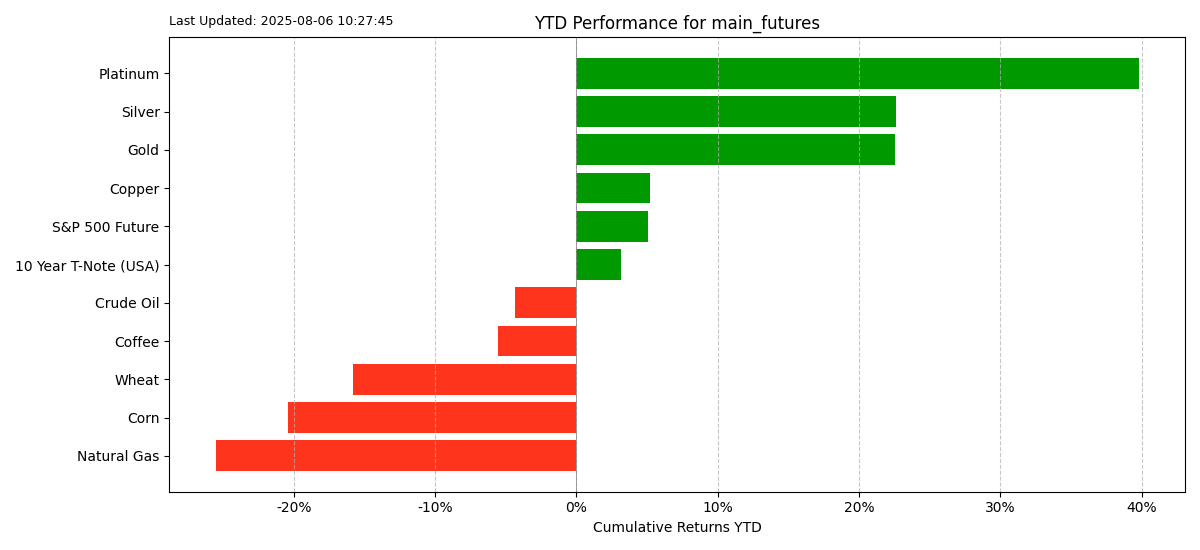 Last Updated: 2025-08-06 10:27:45
YTD Performance for main_futures
Platinum
Silver
Gold
Copper
S&P 500 Future
10 Year T-Note (USA)
Crude Oil
Coffee
Wheat
Corn
Natural Gas
-20% -10% 0% 10% 20% 30% 40%
Cumulative Returns YTD